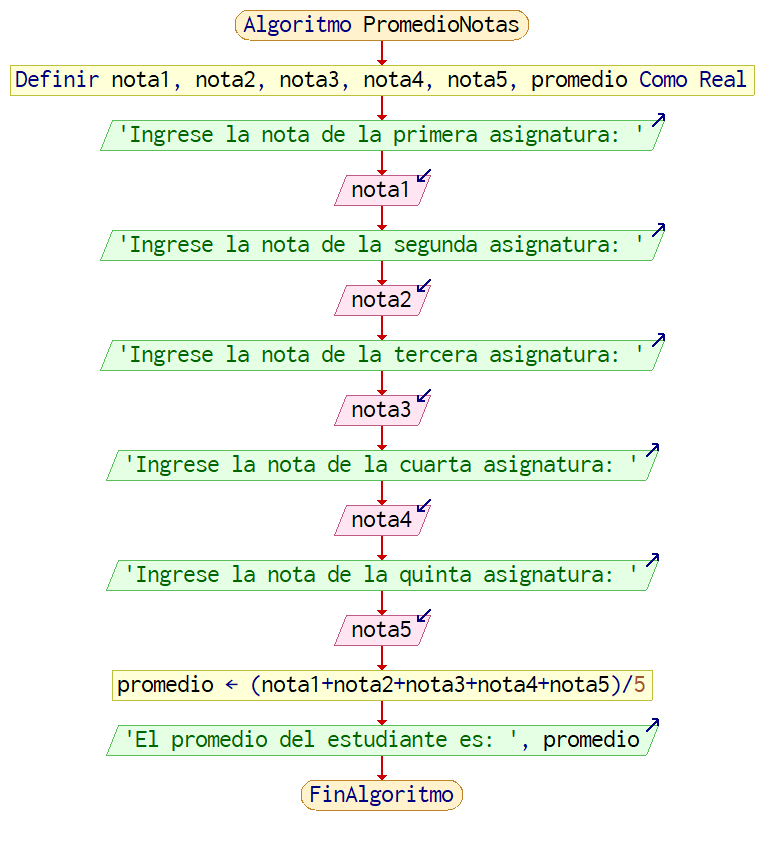 Algoritmo PromedioNotas
Definir nota1, nota2, nota3, nota4, nota5, promedio Como Real
'Ingrese la nota de la primera asignatura: '
nota1
'Ingrese la nota de la segunda asignatura: '
nota2
'Ingrese la nota de la tercera asignatura: '
nota3
'Ingrese la nota de la cuarta asignatura: '
nota4
'Ingrese la nota de la quinta asignatura: '
nota5
promedio ← (nota1+nota2+nota3+nota4+nota5)/5
'El promedio del estudiante es: ', promedio
FinAlgoritmo